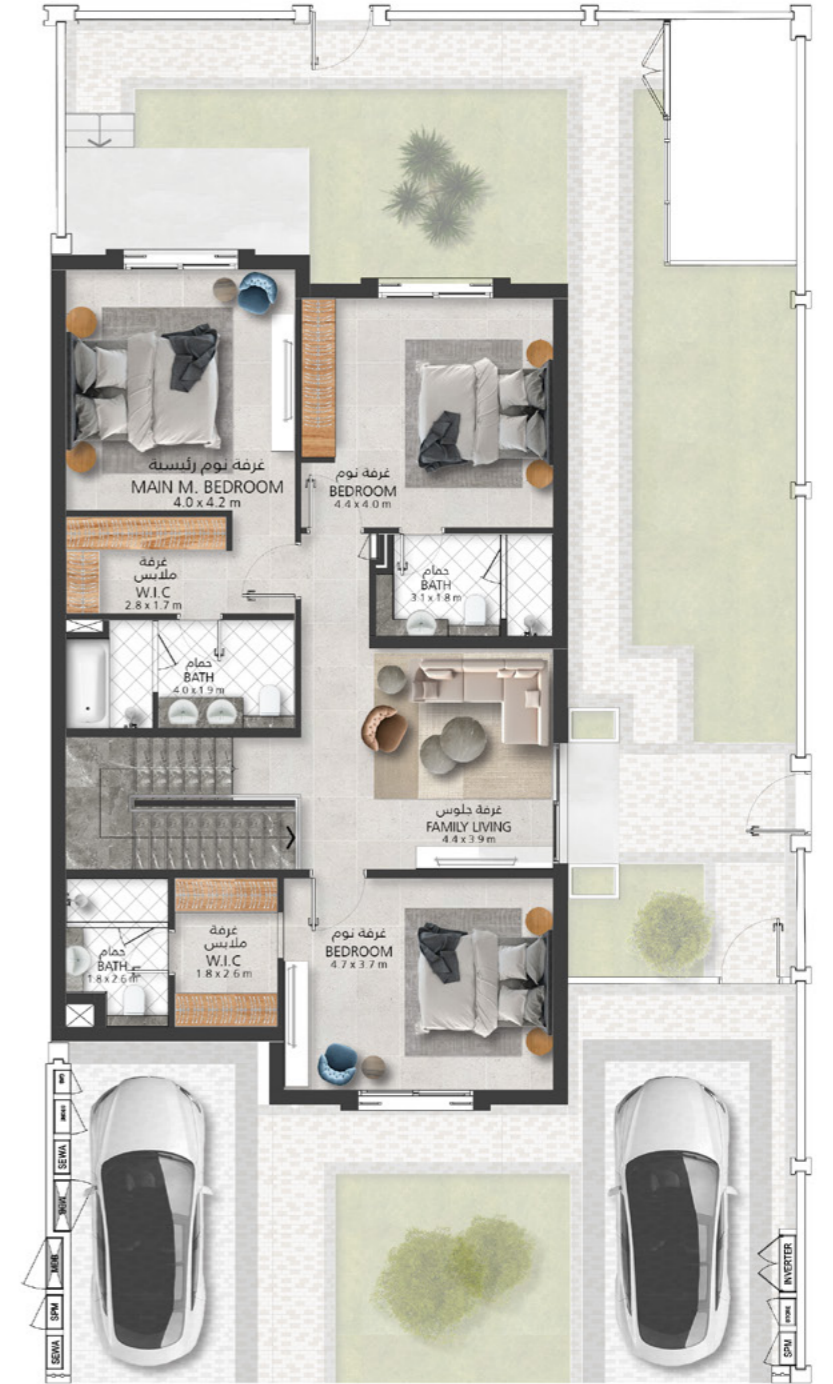 غرفة نوم رئيسية
MAIN M. BEDROOM
4.0 x 4.2 m
غرفة نوم
BEDROOM
4.4 x 4.0 m
غرفة
ملابس
W.I.C
2.8 x 1.7 m
حمام
BATH
3.1 x 1.8 m
حمام
BATH
4.0 x 1.9 m
غرفة جلوس
FAMILY LIVING
4.4 x 3.9 m
غرفة نوم
BEDROOM
4.7 x 3.7 m
غرفة
ملابس
W.I.C
1.8 x 2.6 m
حمام
BATH
1.8 x 2.6 m
SEWA
MDB
MDB
SPM
SEWA
INVERTER
SPM